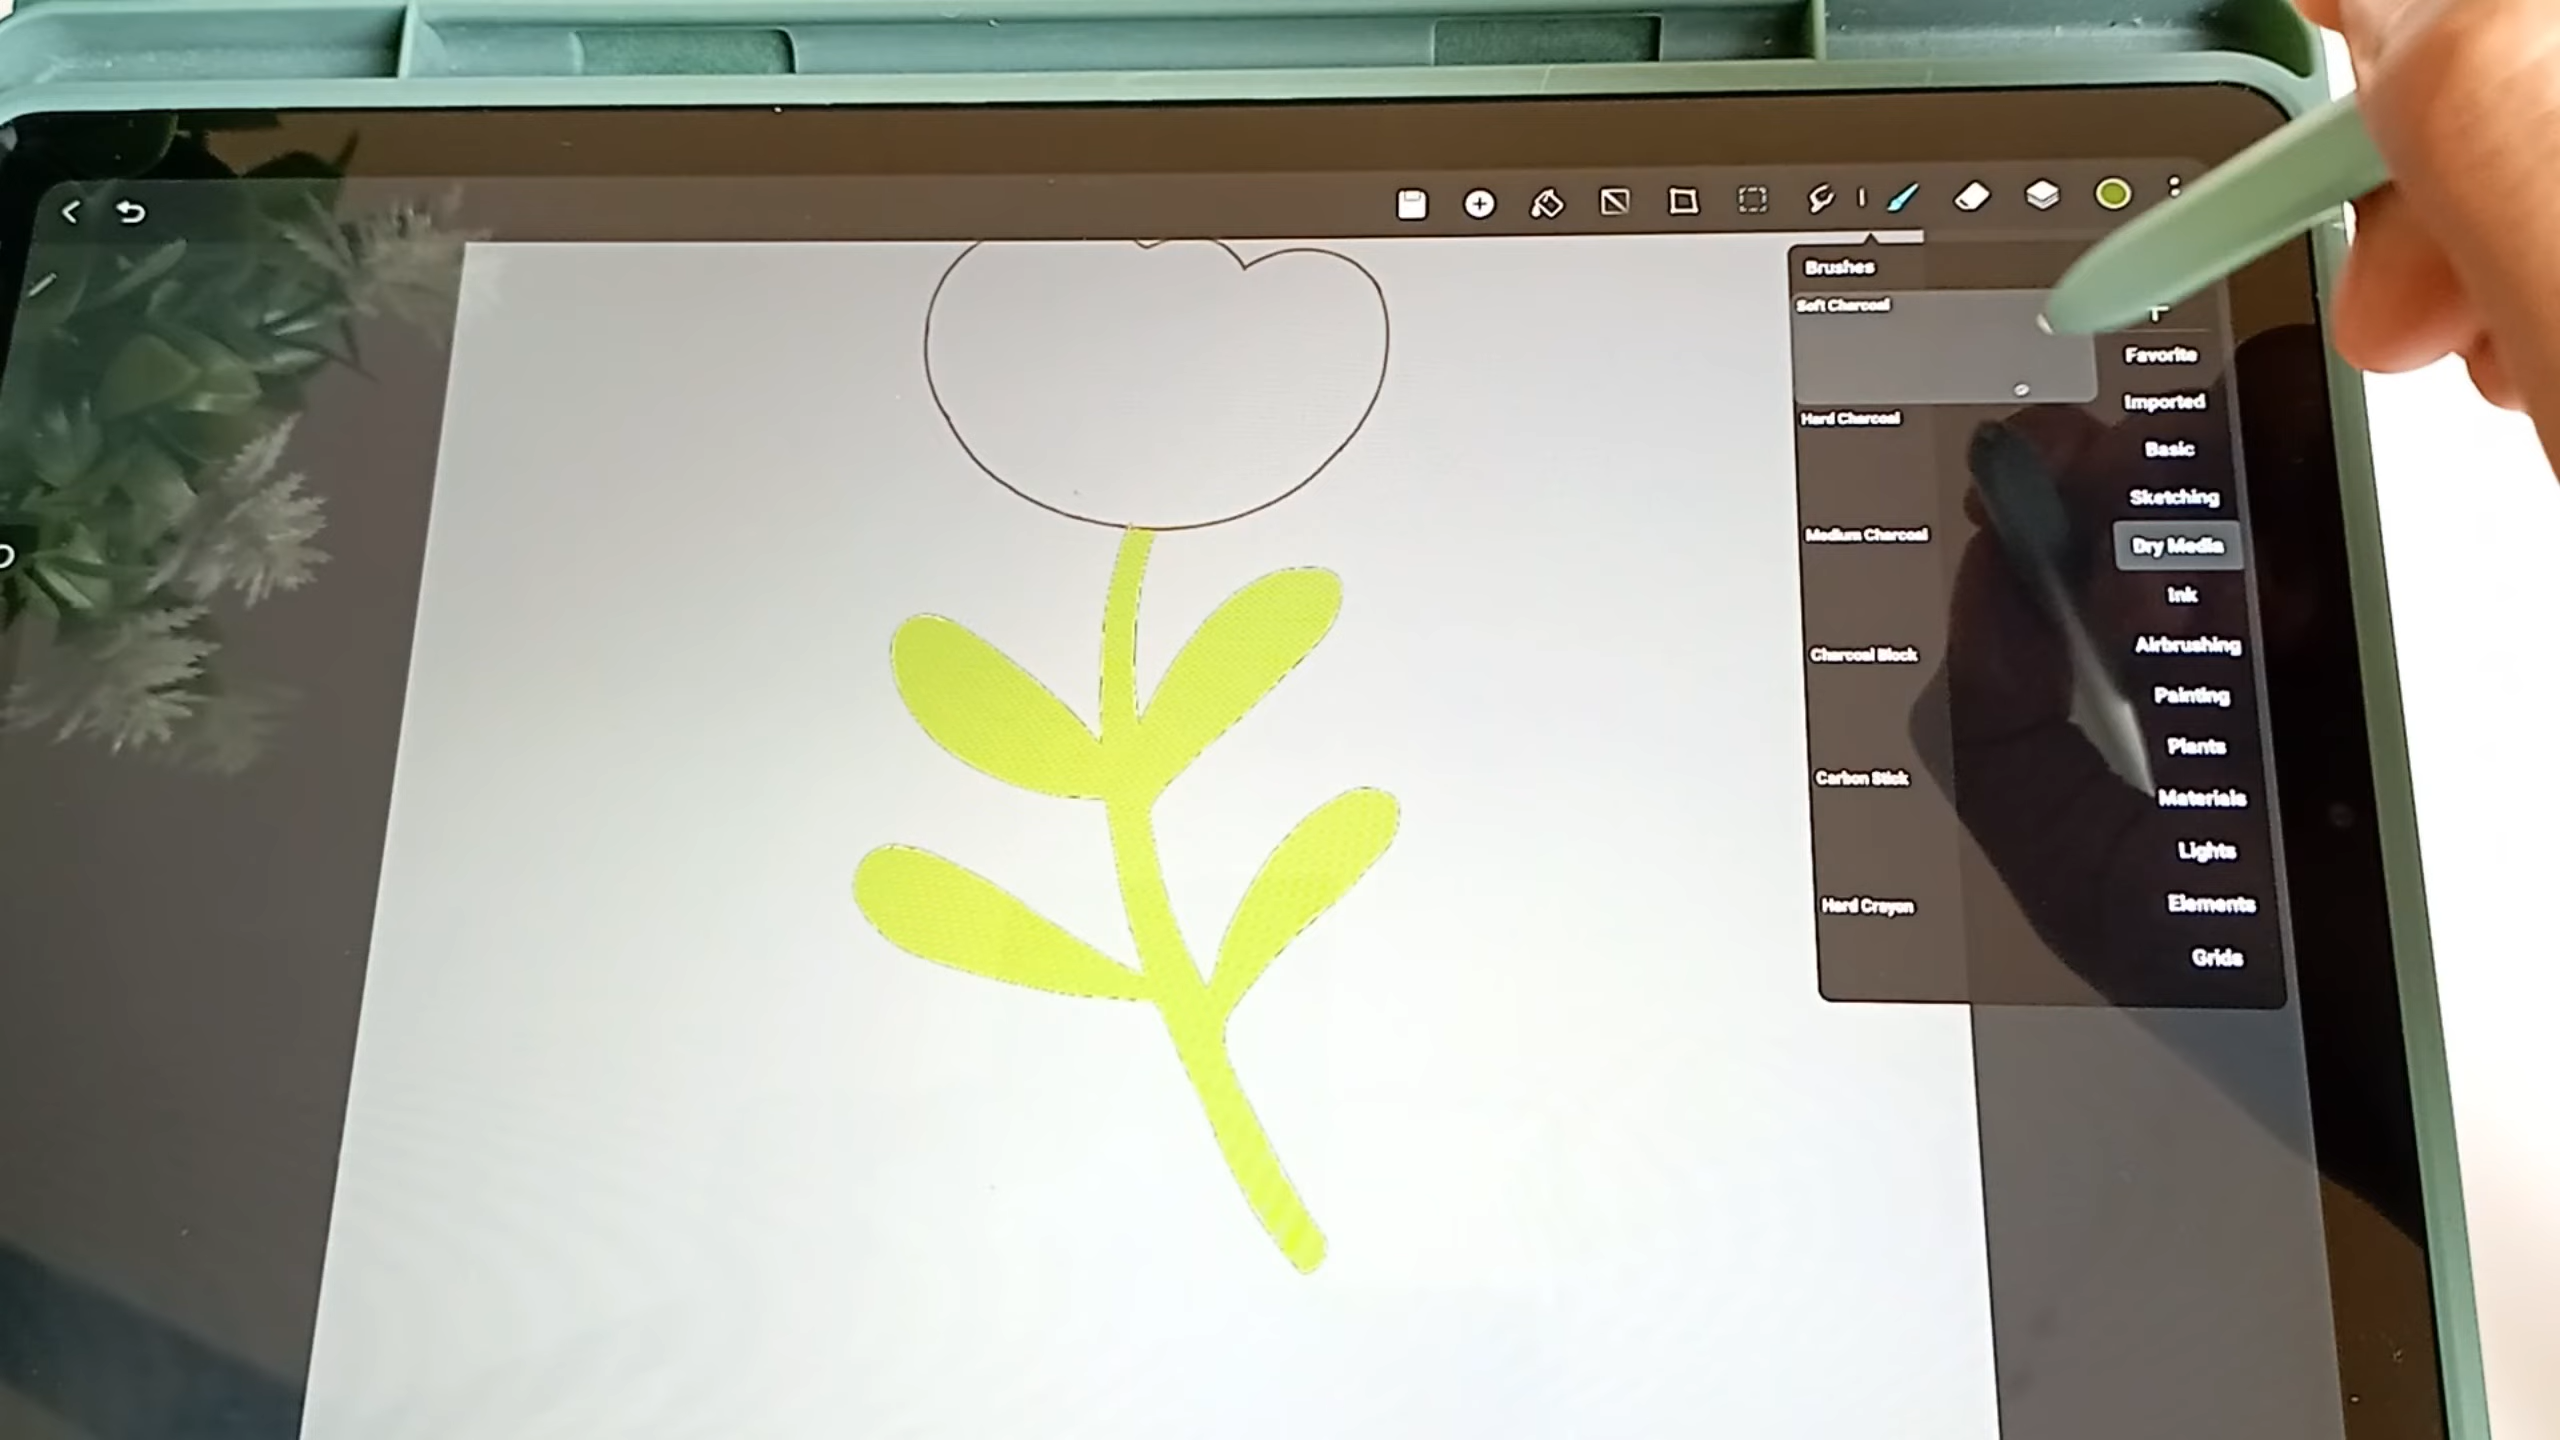 Brushes
Soft Charcoal
Hard Charcoal
Medium Charcoal
Charcoal Block
Carbon Stick
Hard Crayon
Favorite
Imported
Basic
Sketching
Dry Media
Ink
Airbrushing
Painting
Plants
Materials
Lights
Elements
Grids